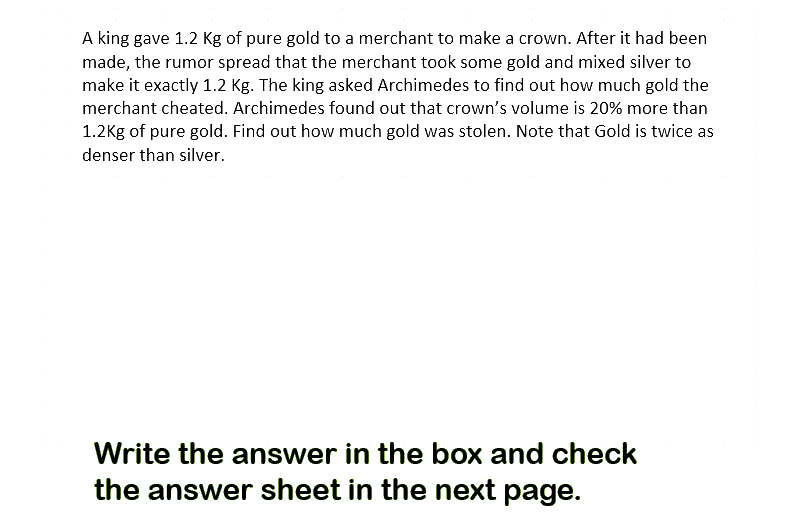 A king gave 1.2 Kg of pure gold to a merchant to make a crown. After it had been
made, the rumor spread that the merchant took some gold and mixed silver to
make it exactly 1.2 Kg. The king asked Archimedes to find out how much gold the
merchant cheated. Archimedes found out that crown’s volume is 20% more than
1.2Kg of pure gold. Find out how much gold was stolen. Note that Gold is twice as
denser than silver.
Write the answer in the box and check
the answer sheet in the next page.